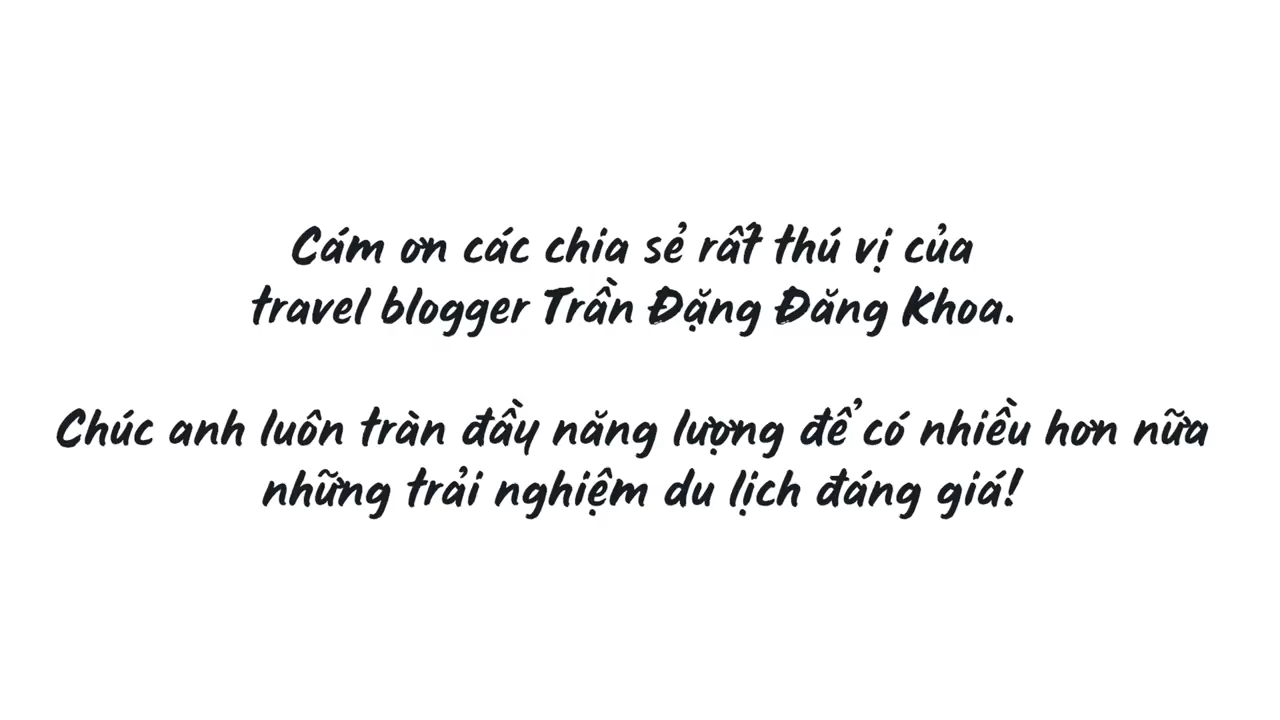 Cám ơn các chia sẻ rất thú vị của
travel blogger Trần Đặng Đăng Khoa.
Chúc anh luôn tràn đầy năng lượng để có nhiều hơn nữa
những trải nghiệm du lịch đáng giá!